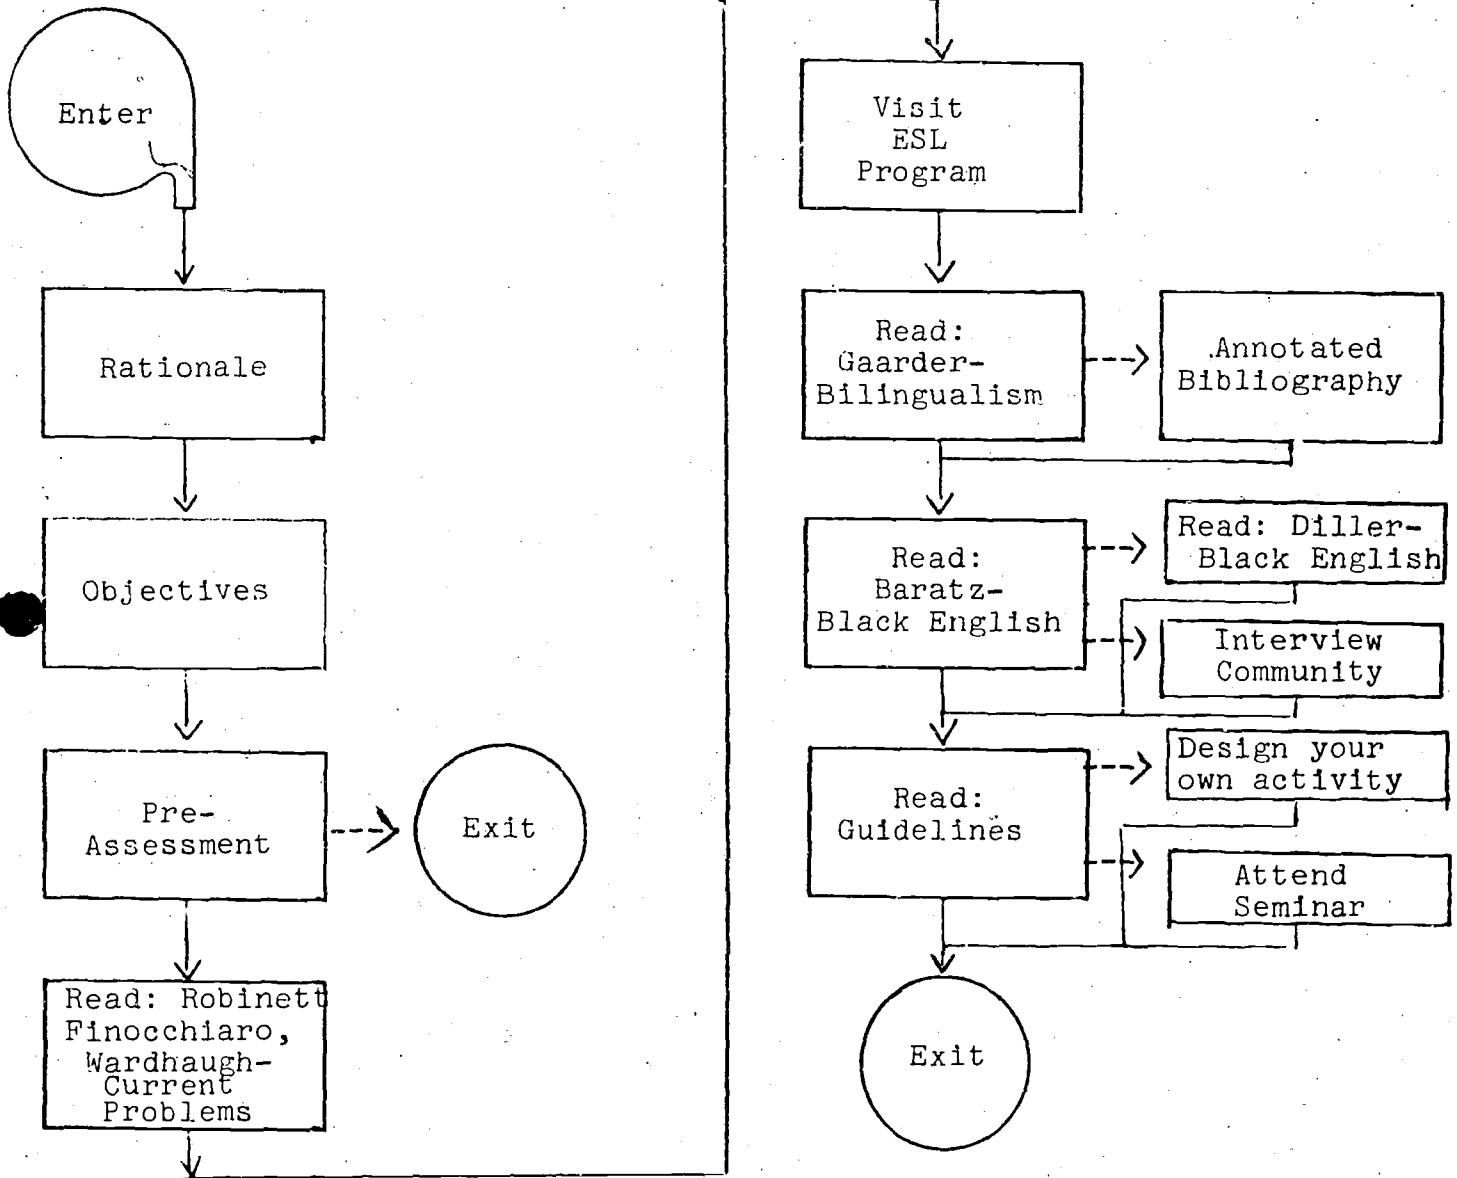 Enter
Rationale
Objectives
Pre-
Assessment
Exit
Read: Robinett
Finocchiaro,
Wardhaugh-
Current
Problems
Visit
ESL
Program
Read:
Gaarder-
Bilingualism
Annotated
Bibliography
Read:
Baratz-
Black English
Read: Diller-
Black English
Interview
Community
Read:
Guidelines
Design your
own activity
Attend
Seminar
Exit